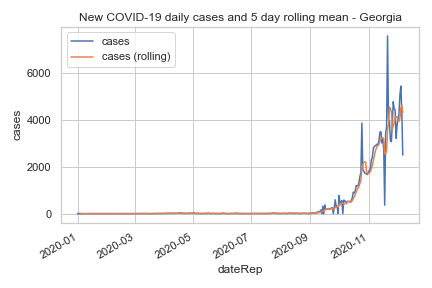 New COVID-19 daily cases and 5 day rolling mean - Georgia
cases
cases (rolling)
6000
4000
2000
0
cases
2020-01
2020-03
2020-05
2020-07
2020-09
2020-11
dateRep